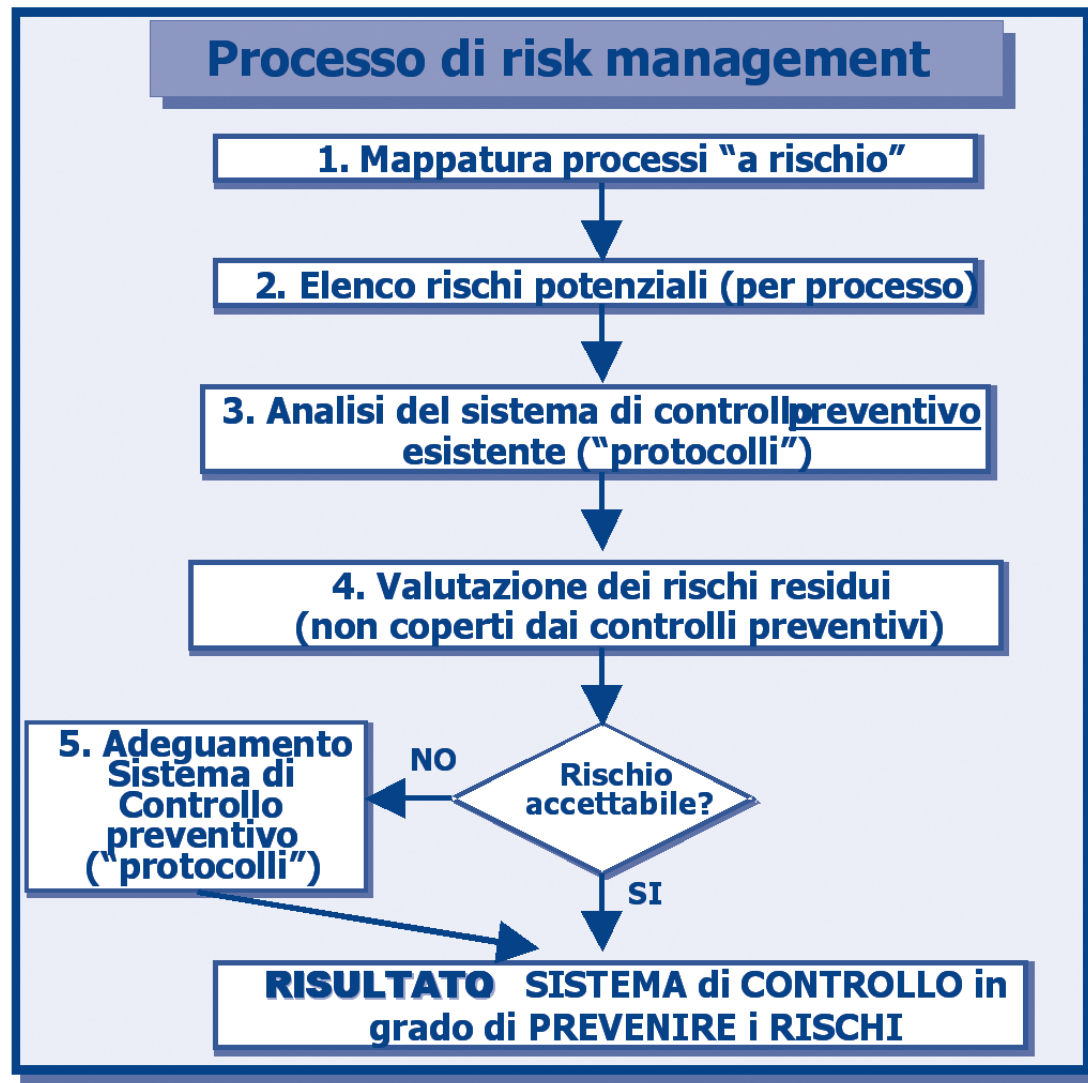 Processo di risk management
1. Mappatura processi “a rischio”
2. Elenco rischi potenziali (per processo)
3. Analisi del sistema di controllo preventivo
esistente (“protocolli”)
4. Valutazione dei rischi residui
(non coperti dai controlli preventivi)
Rischio
accettabile?
NO
5. Adeguamento
Sistema di
Controllo
preventivo
(“protocolli”)
SI
RISULTATO SISTEMA di CONTROLLO in
grado di PREVENIRE i RISCHI